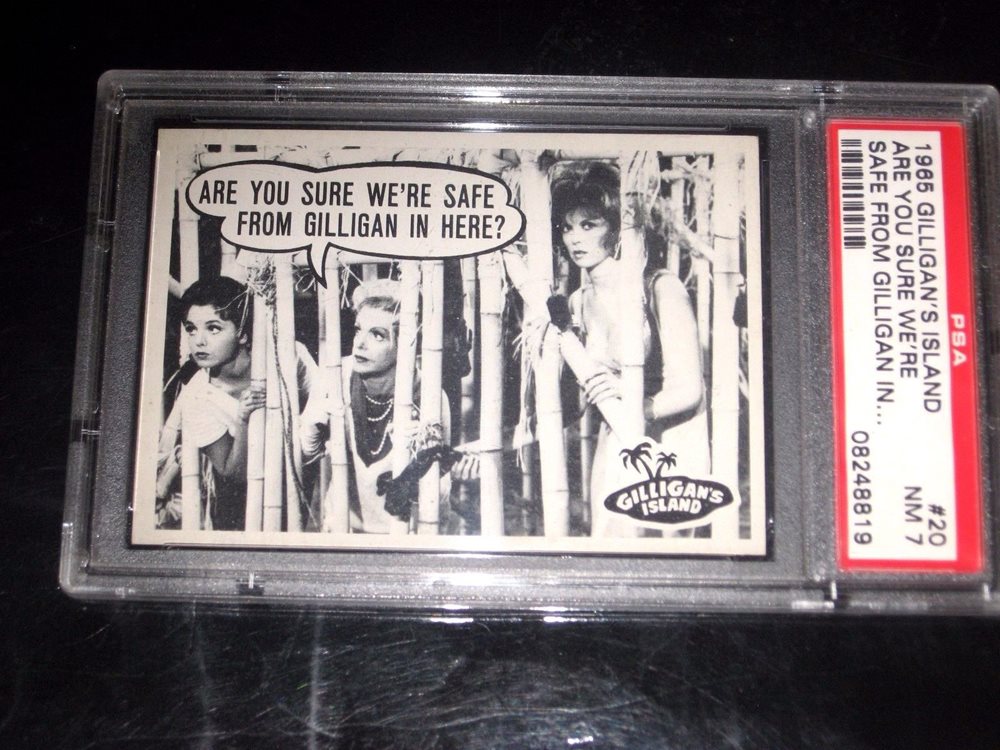 ARE YOU SURE WE'RE SAFE
FROM GILLIGAN IN HERE?
GILLIGAN'S
ISLAND
PSA
1965 GILLIGAN'S ISLAND #20
ARE YOU SURE WE'RE NM 7
SAFE FROM GILLIGAN IN... 08248819